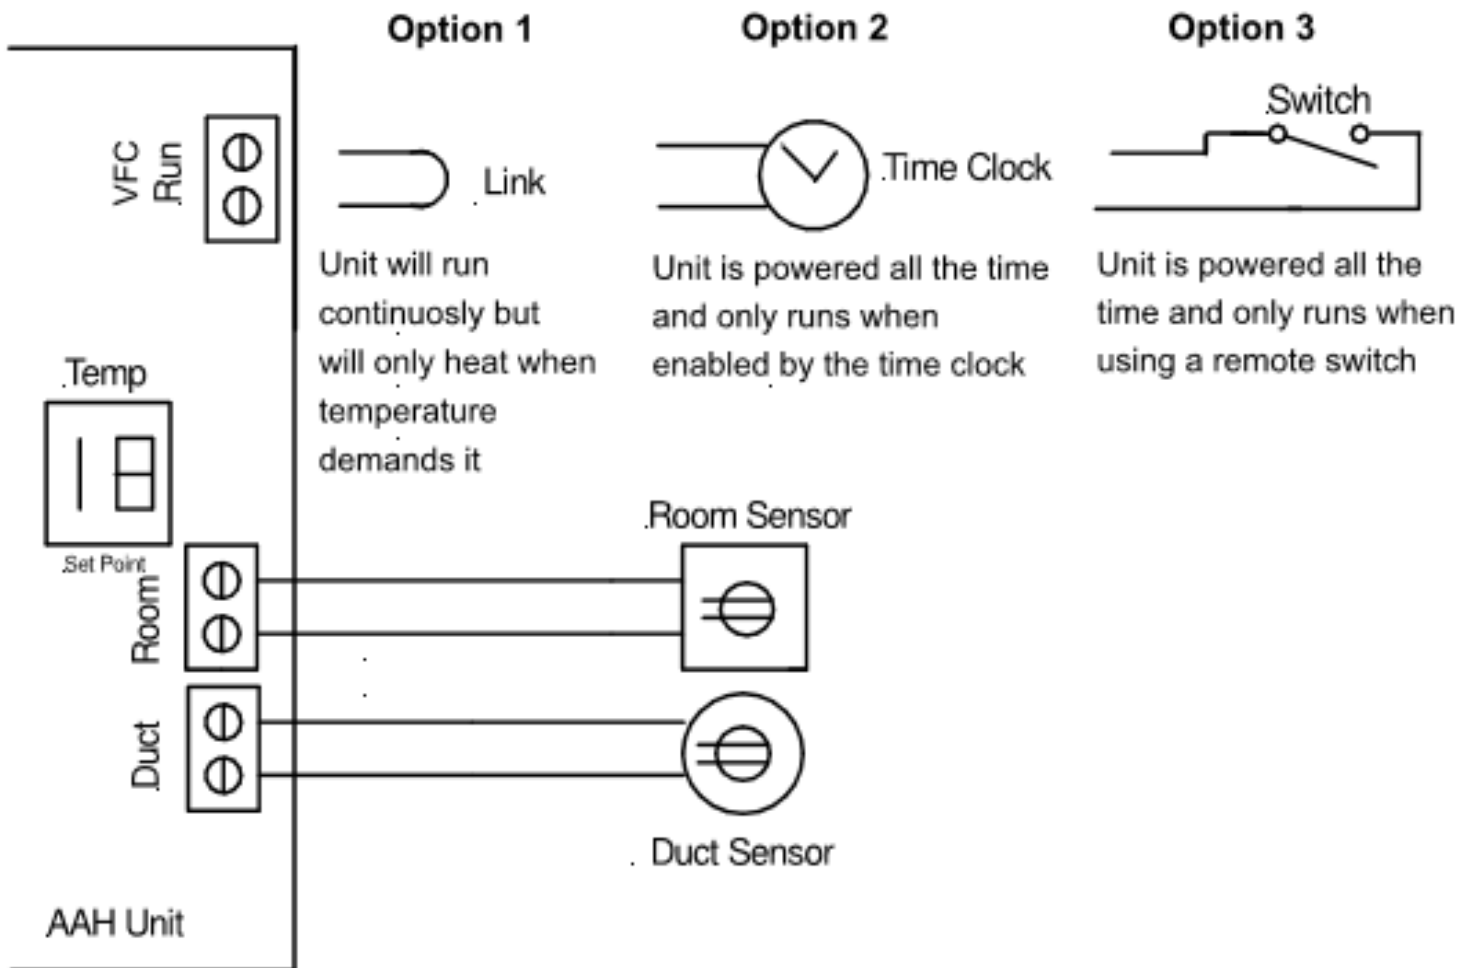 Option 1
Option 2
Option 3
VFC
Run
Link
Time Clock
Switch
Unit will run
continuosly but
will only heat when
temperature
demands it
Unit is powered all the time
and only runs when
enabled by the time clock
Unit is powered all the
time and only runs when
using a remote switch
Temp
18
Set Point
Room
Room Sensor
Duct
Duct Sensor
AAH Unit